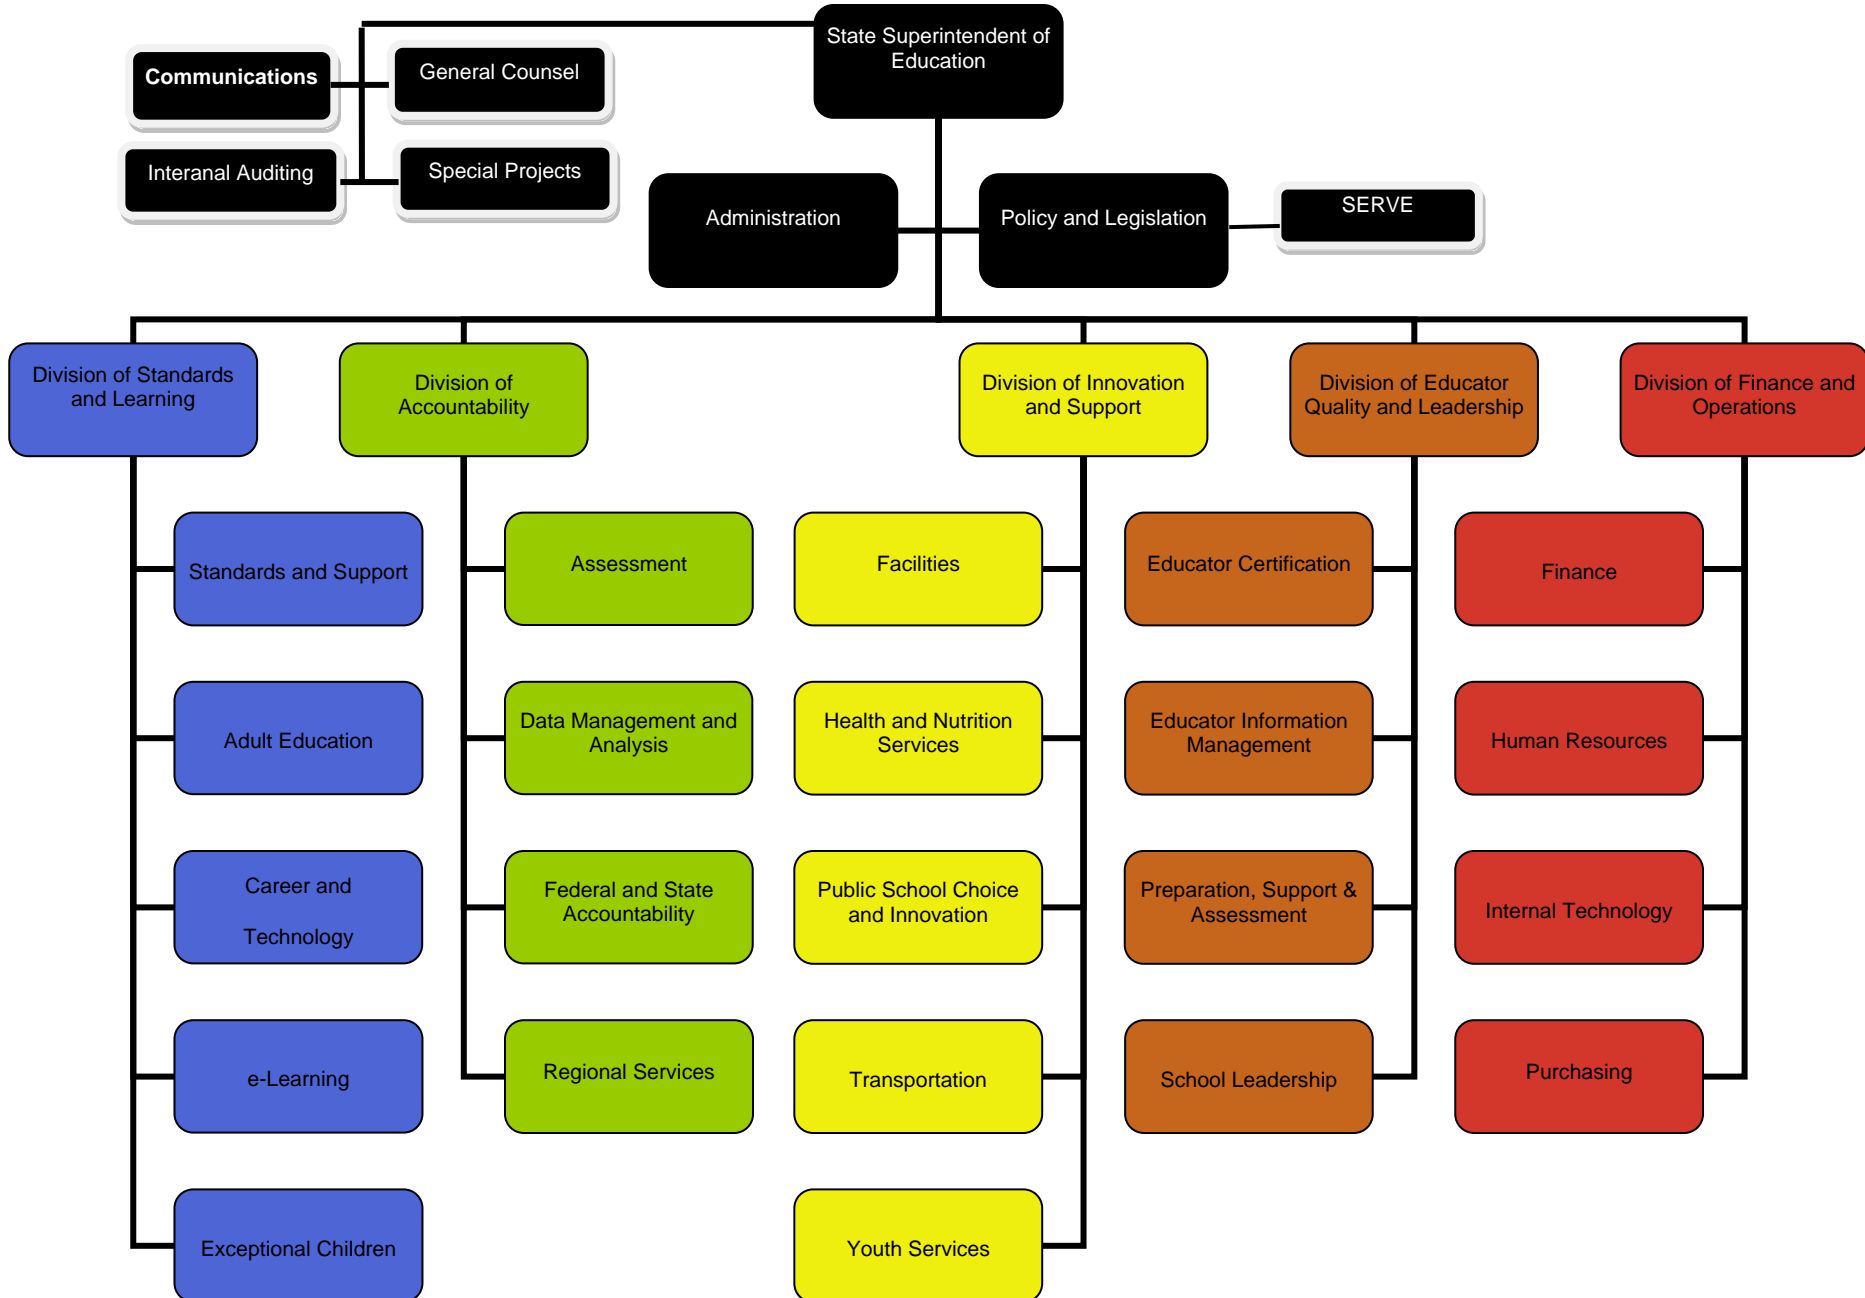 State Superintendent of
Education
Communications
General Counsel
Interanal Auditing
Special Projects
Administration
Policy and Legislation
SERVE
Division of Standards
and Learning
Division of
Accountability
Division of Innovation
and Support
Division of Educator
Quality and Leadership
Division of Finance and
Operations
Standards and Support
Adult Education
Career and
Technology
e-Learning
Exceptional Children
Assessment
Data Management and
Analysis
Federal and State
Accountability
Regional Services
Facilities
Health and Nutrition
Services
Public School Choice
and Innovation
Transportation
Youth Services
Educator Certification
Educator Information
Management
Preparation, Support &
Assessment
School Leadership
Finance
Human Resources
Internal Technology
Purchasing